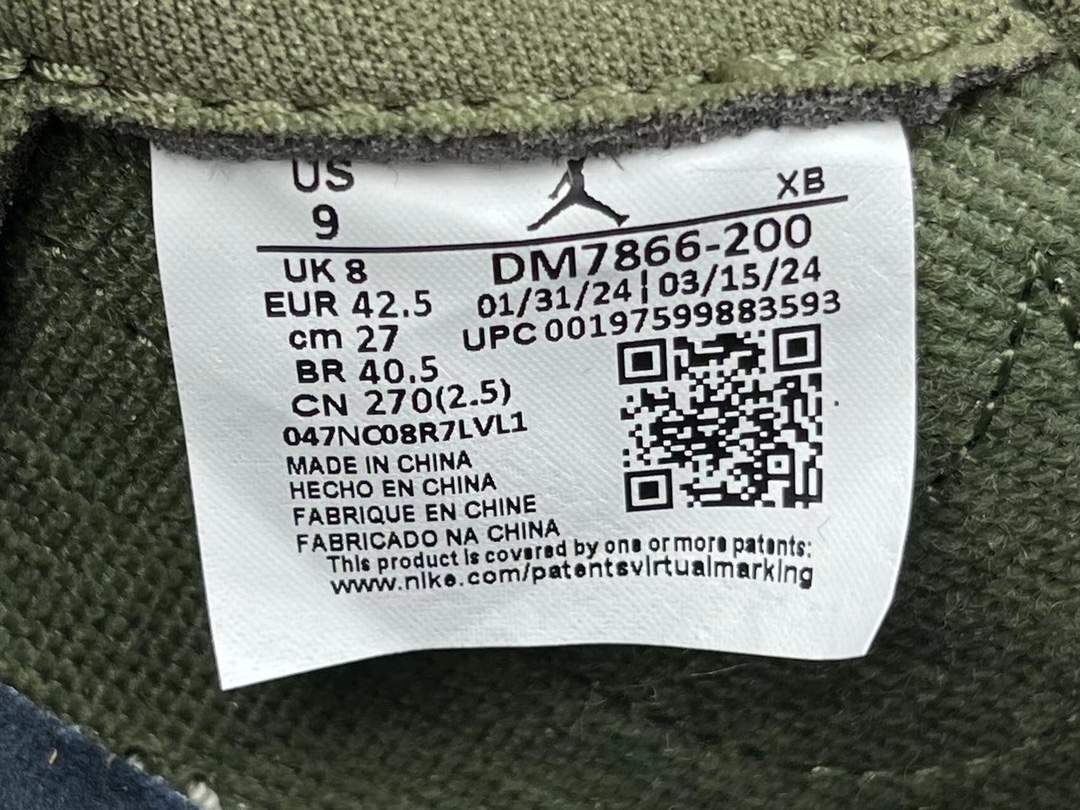 US
9
XB
UK 8
EUR 42.5
cm 27
BR 40.5
CN 270(2.5)
047NC08R7LVL1
DM7866-200
01/31/24 | 03/15/24
UPC 00197599883593
MADE IN CHINA
HECHO EN CHINA
FABRIQUE EN CHINE
FABRICADO NA CHINA
This product is covered by one or more patents:
www.nike.com/patentsvirtualmarking